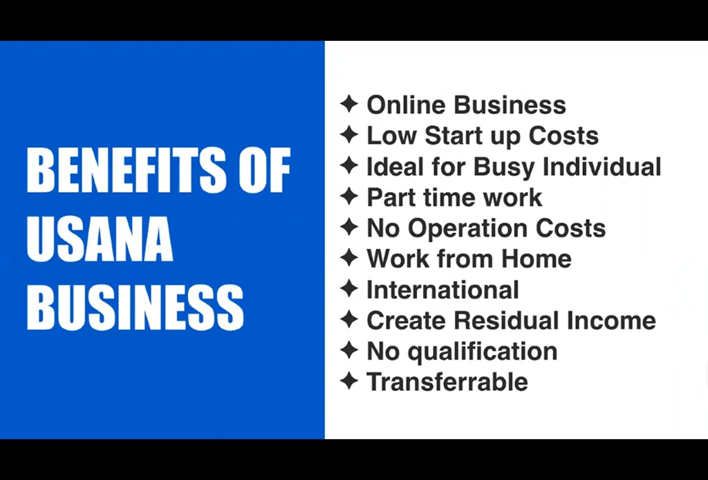 BENEFITS OF
USANA
BUSINESS
Online Business
Low Start up Costs
Ideal for Busy Individual
Part time work
No Operation Costs
Work from Home
International
Create Residual Income
No qualification
Transferrable